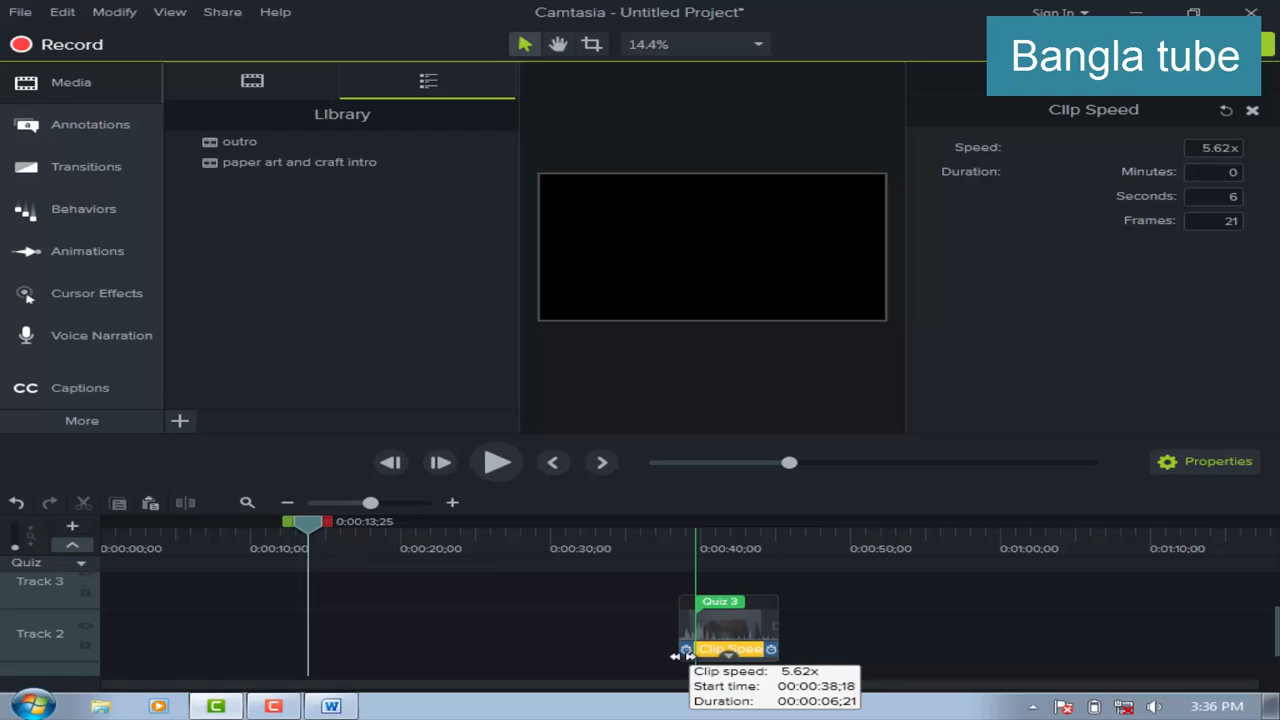 File Edit Modify View Share Help
Camtasia - Untitled Project*
Sign In
Record
14.4%
Bangla tube
Media
Annotations
Transitions
Behaviors
Animations
Cursor Effects
Voice Narration
CC Captions
More
Library
outro
paper art and craft intro
Clip Speed
Speed: 5.62x
Duration: Minutes: 0
Seconds: 6
Frames: 21
Properties
0:00:13;25
0:00:00;00 0:00:10;00 0:00:20;00 0:00:30;00 0:00:40;00 0:00:50;00 0:01:00;00 0:01:10;00
Quiz
Track 3
Quiz 3
Track 2
Clip Spee
Clip speed: 5.62x
Start time: 00:00:38;18
Duration: 00:00:06;21
3:36 PM